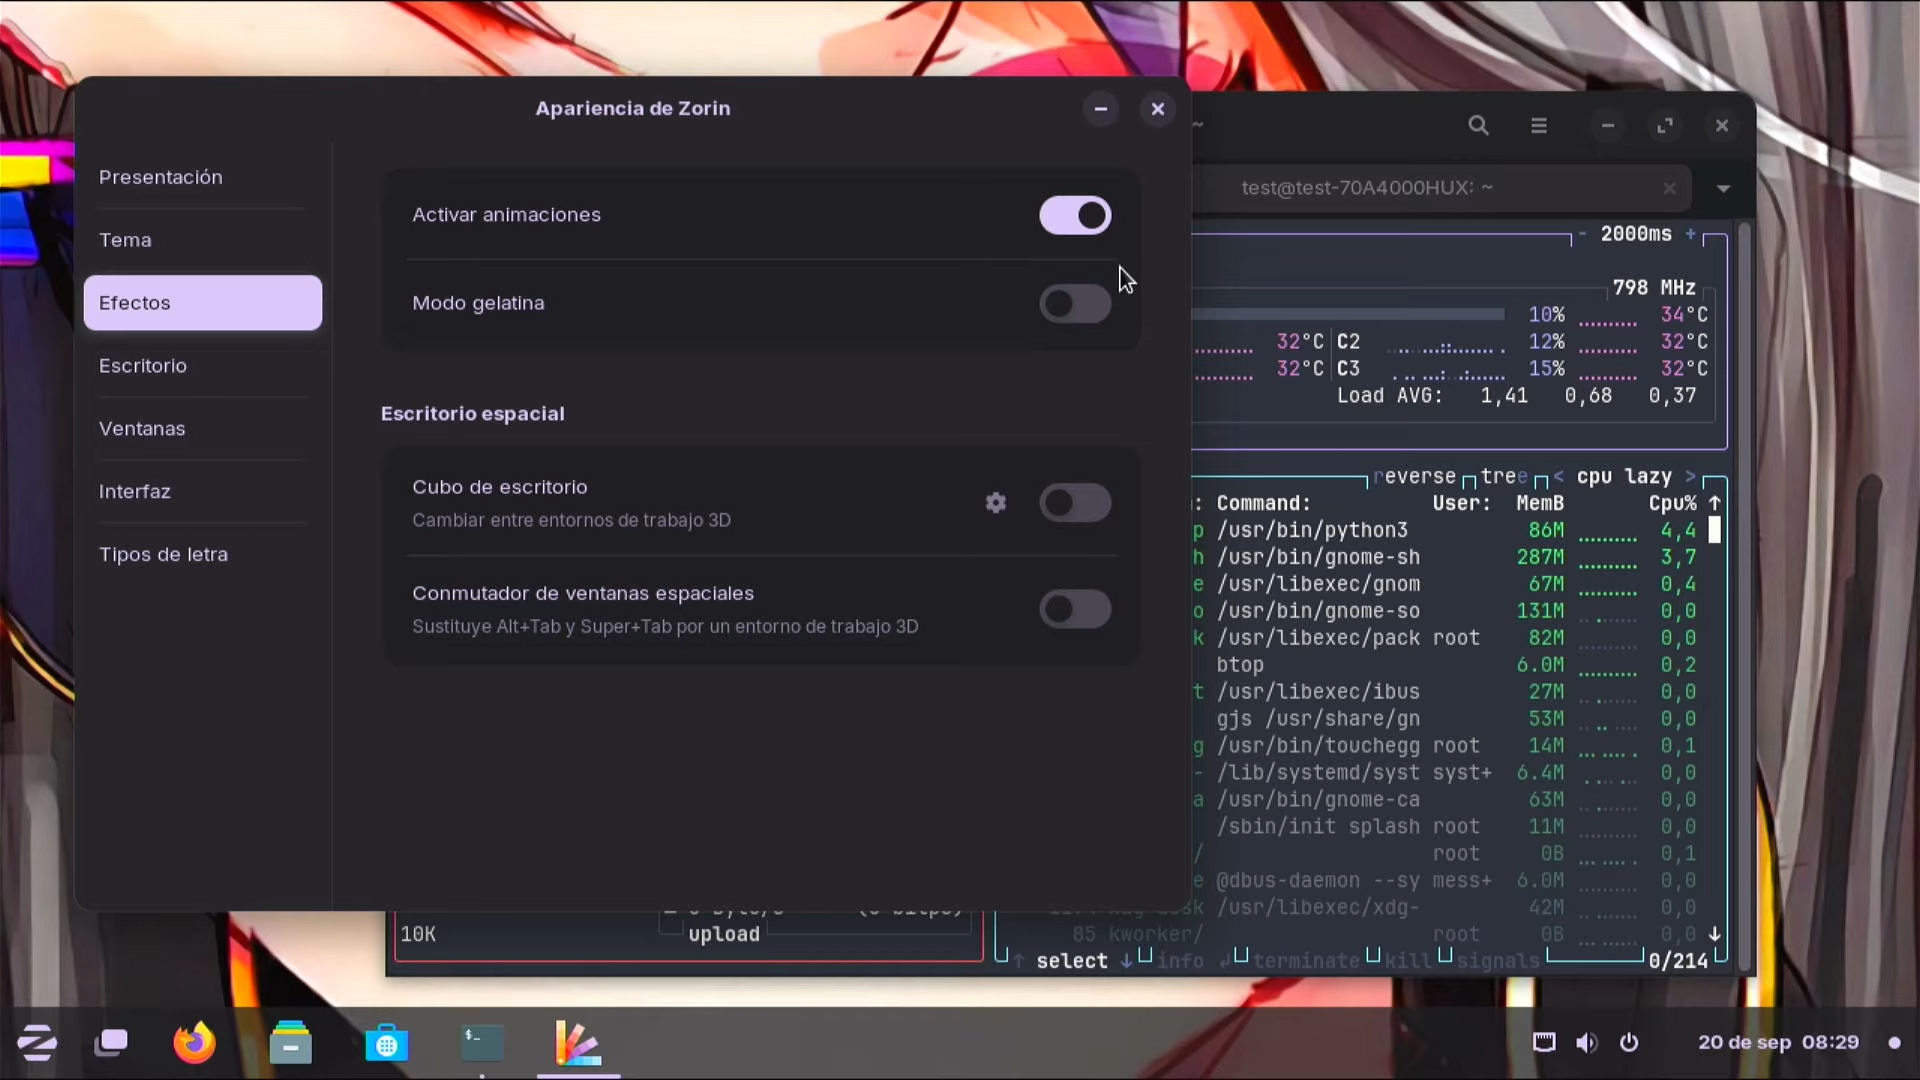 Apariencia de Zorin
Presentación
Tema
Efectos
Escritorio
Ventanas
Interfaz
Tipos de letra
Activar animaciones
Modo gelatina
Escritorio espacial
Cubo de escritorio
Cambiar entre entornos de trabajo 3D
Conmutador de ventanas espaciales
Sustituye Alt+Tab y Super+Tab por un entorno de trabajo 3D
~
test@test-70A4000HUX: ~
- 2000ms +
798 MHz
10% 34°C
32°C C2 12% 32°C
32°C C3 15% 32°C
Load AVG: 1,41 0,68 0,37
reverse tree < cpu lazy >
: Command: User: MemB Cpu% ↑
p /usr/bin/python3 86M 4,4
h /usr/bin/gnome-sh 287M 3,7
e /usr/libexec/gnom 67M 0,4
o /usr/bin/gnome-so 131M 0,0
k /usr/libexec/pack root 82M 0,0
btop 6.0M 0,2
t /usr/libexec/ibus 27M 0,0
gjs /usr/share/gn 53M 0,0
g /usr/bin/touchegg root 14M 0,1
- /lib/systemd/syst syst+ 6.4M 0,0
a /usr/bin/gnome-ca 63M 0,0
/sbin/init splash root 11M 0,0
/ root 0B 0,1
e @dbus-daemon --sy mess+ 6.0M 0,0
/usr/libexec/xdg- 42M 0,0
85 kworker/ root 0B 0,0 ↓
↑ select ↓ info ↲ terminate kill signals 0/214
10K
upload
20 de sep 08:29